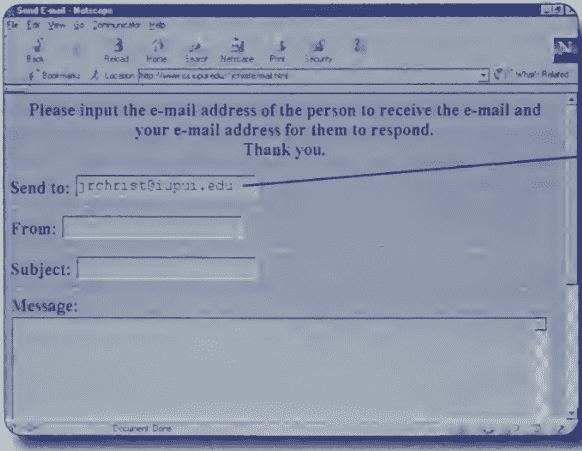 Send E-mail - Netscape
File Edit View Go Communicator Help
Back Reload Home Search Netscape Print Security
Bookmarks Location: What's Related
Please input the e-mail address of the person to receive the e-mail and
your e-mail address for them to respond.
Thank you.
Send to: jrchrist@iupui.edu
From:
Subject:
Message:
Document Done